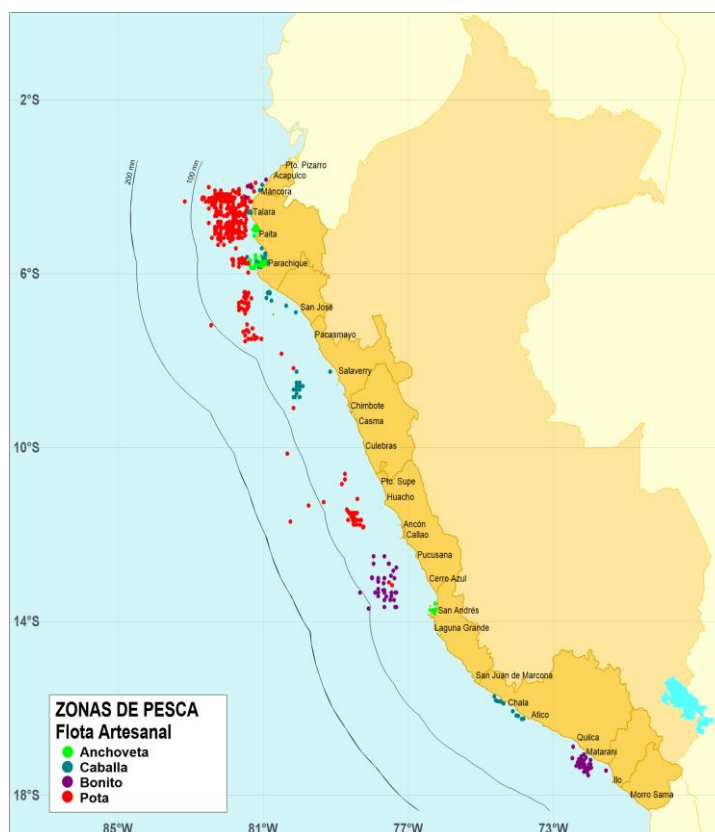 2°S
200 mn
100 mn
Pto. Pizarro
Acapulco
Máncora
Talara
Paita
Parachique
6°S
San José
Pacasmayo
Salaverry
Chimbote
Casma
Culebras
10°S
Pto. Supe
Huacho
Ancón
Callao
Pucusana
Cerro Azul
San Andrés
14°S
Laguna Grande
San Juan de Marcona
Chala
Atico
Quilca
Matarani
Ilo
Morro Sama
ZONAS DE PESCA
Flota Artesanal
Anchoveta
Caballa
Bonito
Pota
18°S
85°W 81°W 77°W 73°W